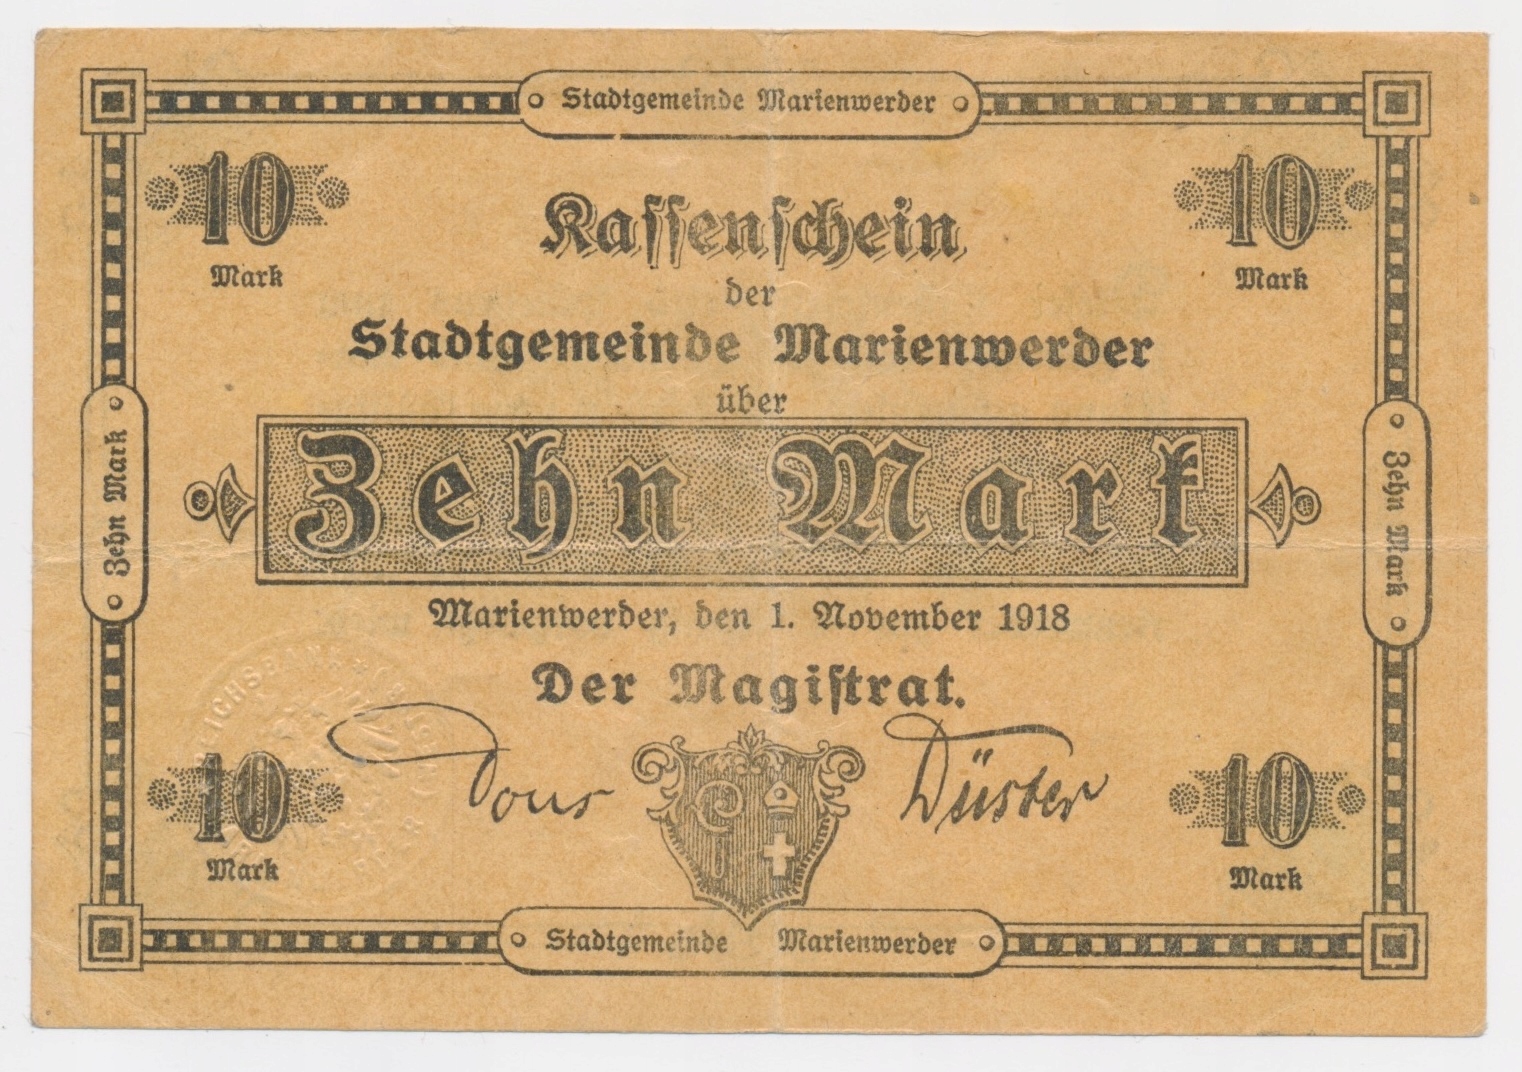 Stadtgemeinde Marienwerder
10
Mark
10
Mark
Kassenschein
der
Stadtgemeinde Marienwerder
über
Zehn Mark
Zehn Mark
Zehn Mark
Marienwerder, den 1. November 1918
Der Magistrat.
REICHSBANK
Düster
10
Mark
10
Mark
Stadtgemeinde Marienwerder